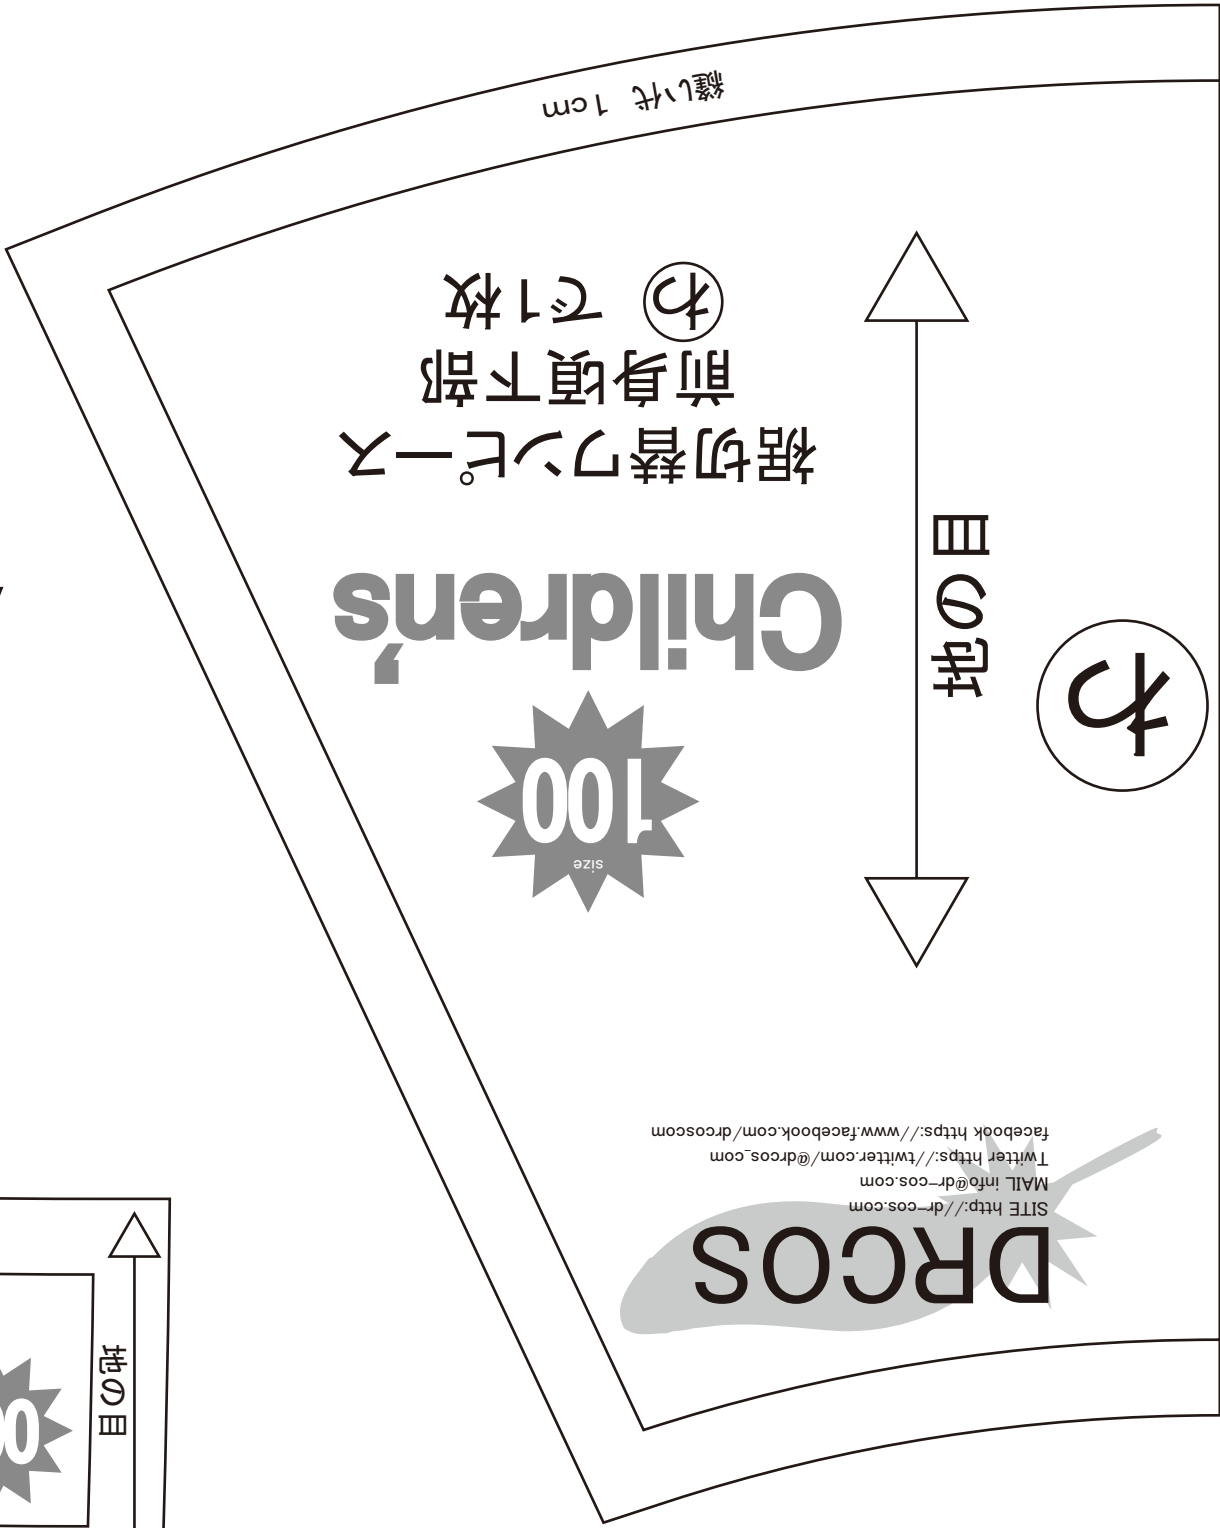 DRCOS
SITE http://dr-cos.com
MAIL info@dr-cos.com
Twitter https://twitter.com/@drcos_com
facebook https://www.facebook.com/drcoscom
size
100
Children's
裾切替ワンピース
前身頃下部
わ で1枚
縫い代 1cm
地の目
わ
地の目
00